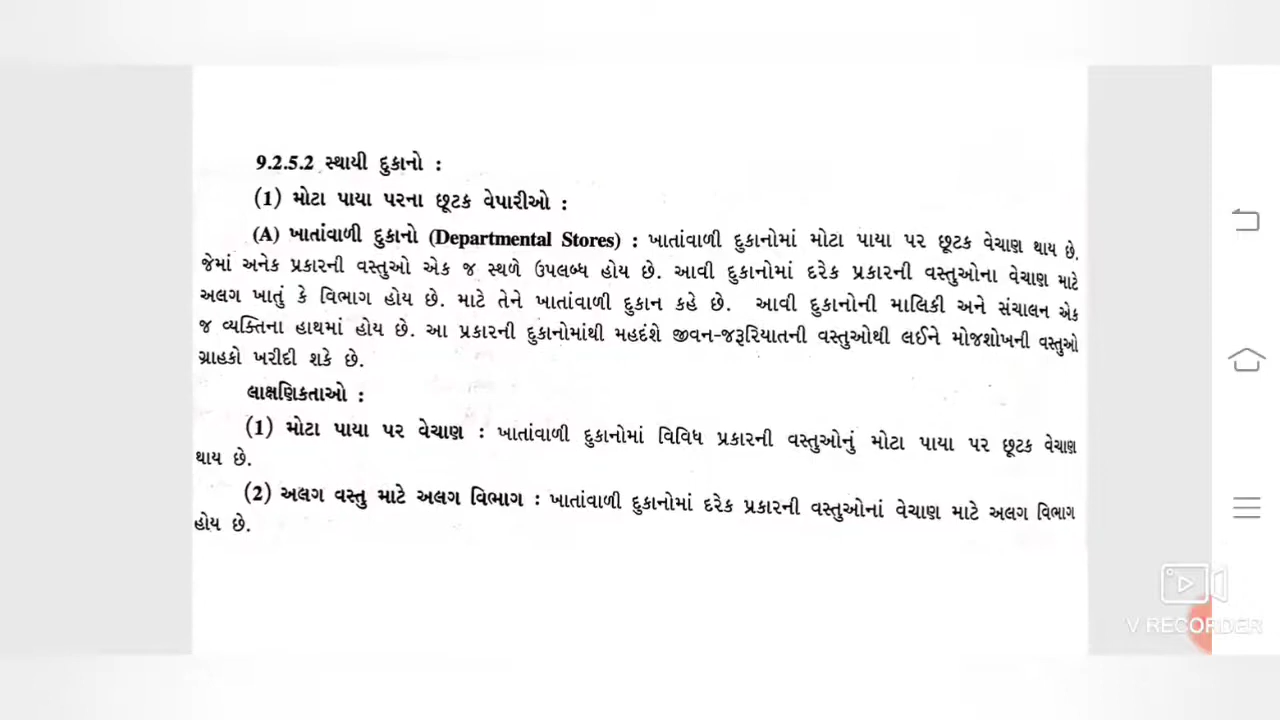 9.2.5.2 સ્થાયી દુકાનો :
(1) મોટા પાયા પરના છૂટક વેપારીઓ :
(A) ખાતાંવાળી દુકાનો (Departmental Stores) : ખાતાંવાળી દુકાનોમાં મોટા પાયા પર છૂટક વેચાણ થાય છે.
જેમાં અનેક પ્રકારની વસ્તુઓ એક જ સ્થળે ઉપલબ્ધ હોય છે. આવી દુકાનોમાં દરેક પ્રકારની વસ્તુઓના વેચાણ માટે
અલગ ખાતું કે વિભાગ હોય છે. માટે તેને ખાતાંવાળી દુકાન કહે છે. આવી દુકાનોની માલિકી અને સંચાલન એક
જ વ્યક્તિના હાથમાં હોય છે. આ પ્રકારની દુકાનોમાંથી મહદંશે જીવન-જરૂરિયાતની વસ્તુઓથી લઈને મોજશોખની વસ્તુઓ
ગ્રાહકો ખરીદી શકે છે.
લાક્ષણિકતાઓ :
(1) મોટા પાયા પર વેચાણ : ખાતાંવાળી દુકાનોમાં વિવિધ પ્રકારની વસ્તુઓનું મોટા પાયા પર છૂટક વેચાણ
થાય છે.
(2) અલગ વસ્તુ માટે અલગ વિભાગ : ખાતાંવાળી દુકાનોમાં દરેક પ્રકારની વસ્તુઓનાં વેચાણ માટે અલગ વિભાગ
હોય છે.
V RECORDER